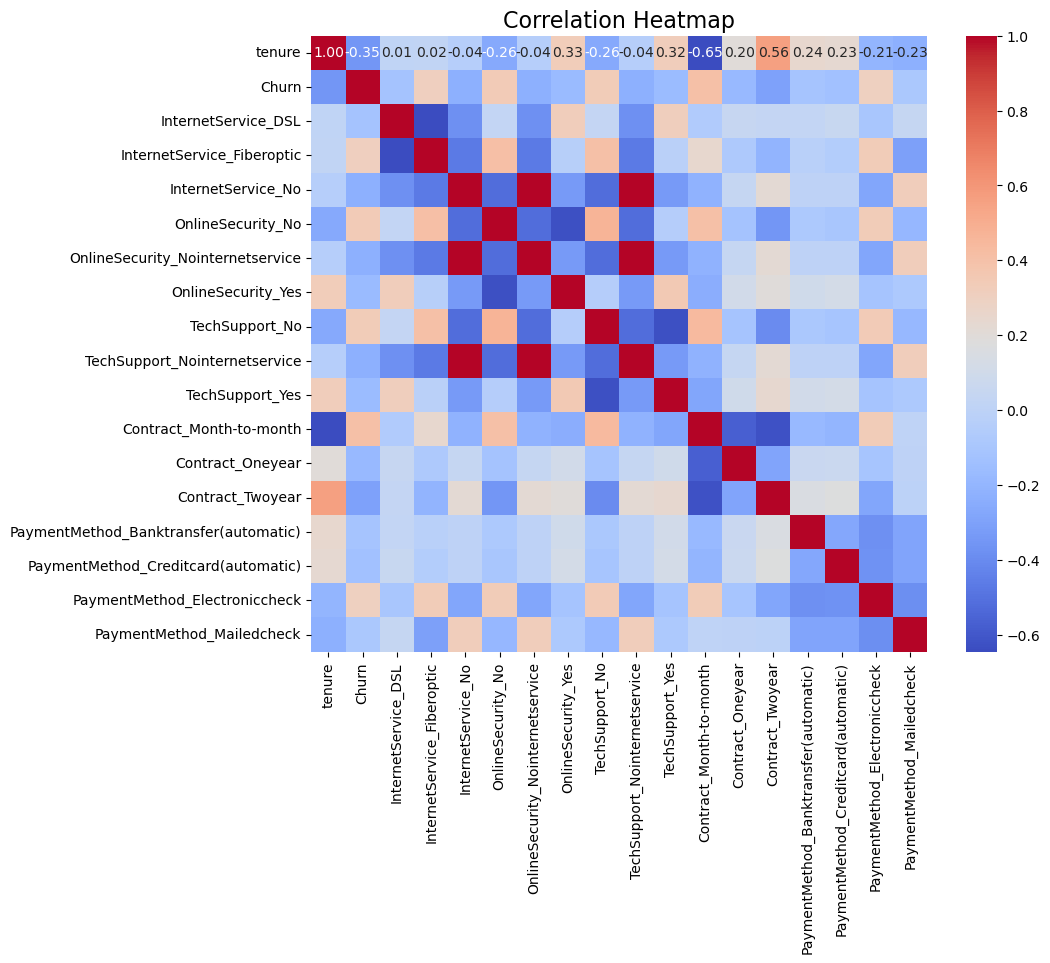 Correlation Heatmap
tenure 1.00 -0.35 0.01 0.02 -0.04 -0.26 -0.04 0.33 -0.26 -0.04 0.32 -0.65 0.20 0.56 0.24 0.23 -0.21 -0.23
Churn
InternetService_DSL
InternetService_Fiberoptic
InternetService_No
OnlineSecurity_No
OnlineSecurity_Nointernetservice
OnlineSecurity_Yes
TechSupport_No
TechSupport_Nointernetservice
TechSupport_Yes
Contract_Month-to-month
Contract_Oneyear
Contract_Twoyear
PaymentMethod_Banktransfer(automatic)
PaymentMethod_Creditcard(automatic)
PaymentMethod_Electroniccheck
PaymentMethod_Mailedcheck
tenure
Churn
InternetService_DSL
InternetService_Fiberoptic
InternetService_No
OnlineSecurity_No
OnlineSecurity_Nointernetservice
OnlineSecurity_Yes
TechSupport_No
TechSupport_Nointernetservice
TechSupport_Yes
Contract_Month-to-month
Contract_Oneyear
Contract_Twoyear
PaymentMethod_Banktransfer(automatic)
PaymentMethod_Creditcard(automatic)
PaymentMethod_Electroniccheck
PaymentMethod_Mailedcheck
1.0
0.8
0.6
0.4
0.2
0.0
−0.2
−0.4
−0.6